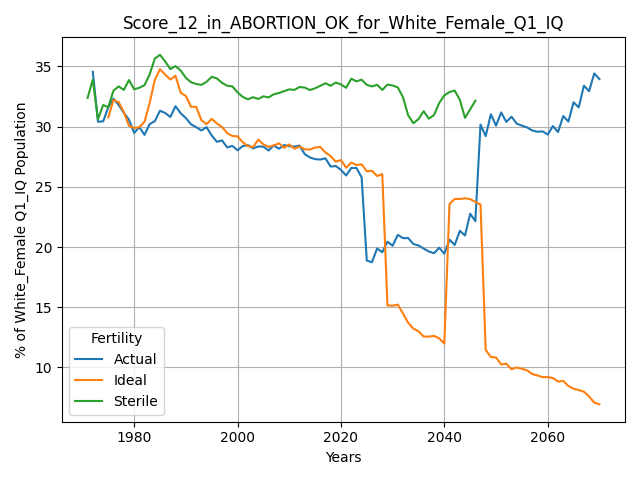 Score_12_in_ABORTION_OK_for_White_Female_Q1_IQ
% of White_Female Q1_IQ Population
35
30
25
20
15
10
Fertility
Actual
Ideal
Sterile
1980
2000
2020
2040
2060
Years